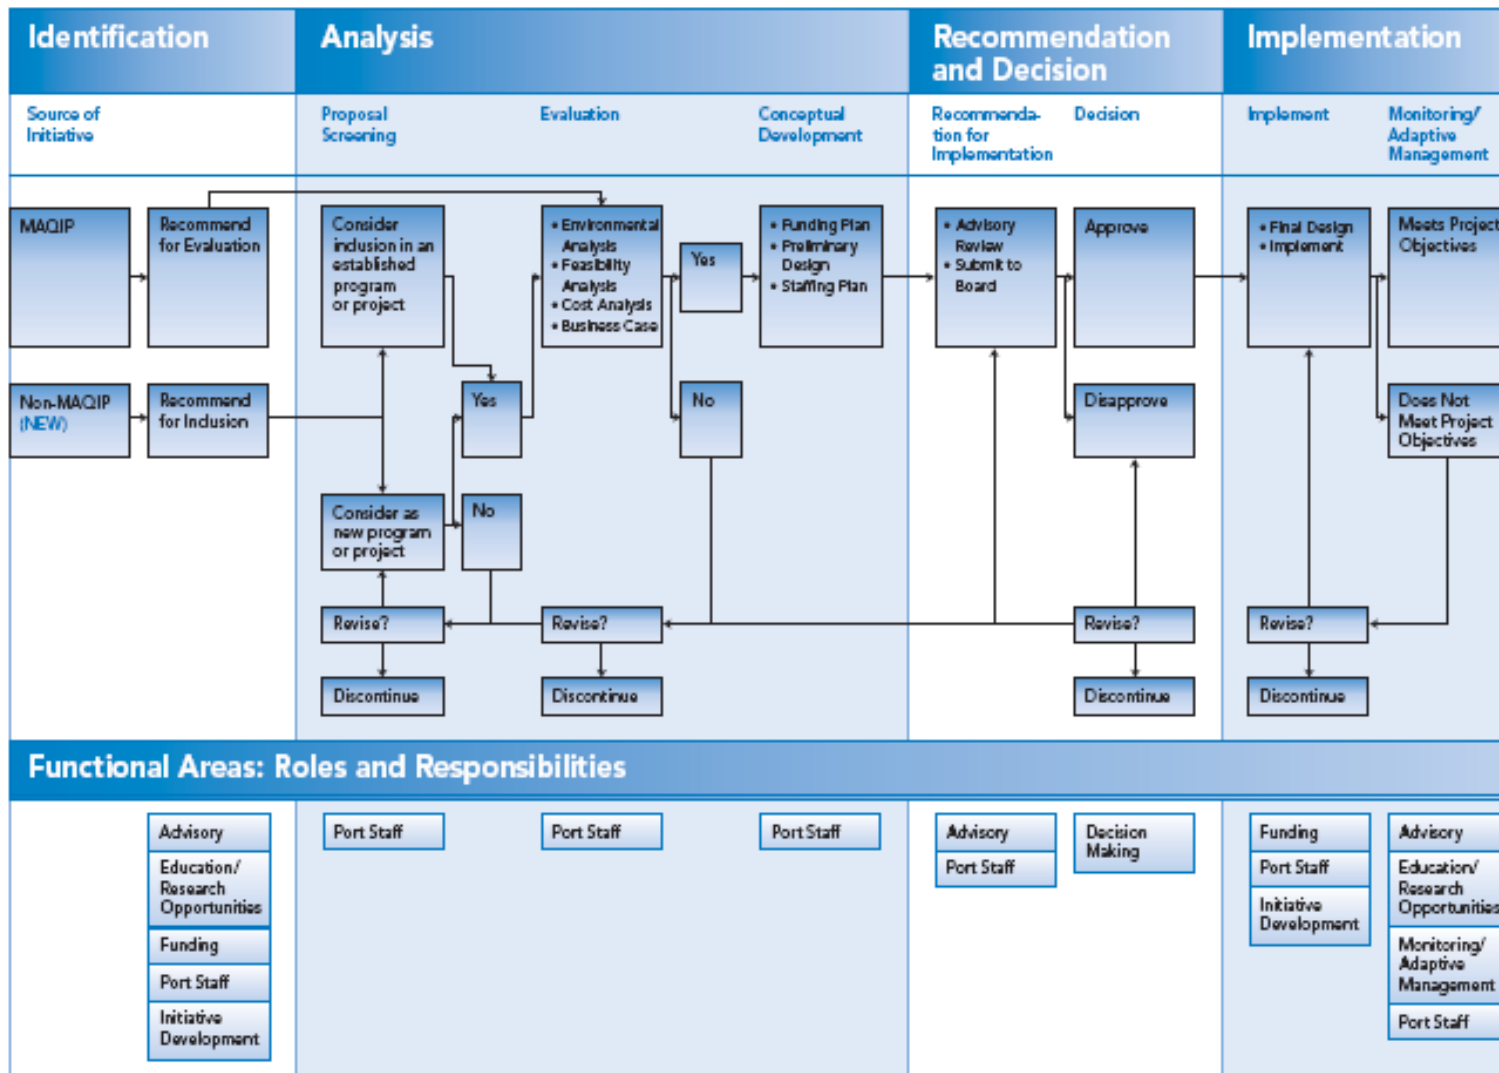 Identification
Analysis
Recommendation
and Decision
Implementation
Source of
Initiative
Proposal
Screening
Evaluation
Conceptual
Development
Recommenda-
tion for
Implementation
Decision
Implement
Monitoring/
Adaptive
Management
MAQIP
Recommend
for Evaluation
Consider
inclusion in an
established
program
or project
• Environmental
Analysis
• Feasibility
Analysis
• Cost Analysis
• Business Case
Yes
• Funding Plan
• Preliminary
Design
• Staffing Plan
• Advisory
Review
• Submit to
Board
Approve
• Final Design
• Implement
Meets Project
Objectives
Non-MAQIP
(NEW)
Recommend
for Inclusion
Yes
No
Disapprove
Does Not
Meet Project
Objectives
Consider as
new program
or project
No
Revise?
Revise?
Revise?
Revise?
Discontinue
Discontinue
Discontinue
Discontinue
Functional Areas: Roles and Responsibilities
Advisory
Education/
Research
Opportunities
Funding
Port Staff
Initiative
Development
Port Staff
Port Staff
Port Staff
Advisory
Port Staff
Decision
Making
Funding
Port Staff
Initiative
Development
Advisory
Education/
Research
Opportunities
Monitoring/
Adaptive
Management
Port Staff